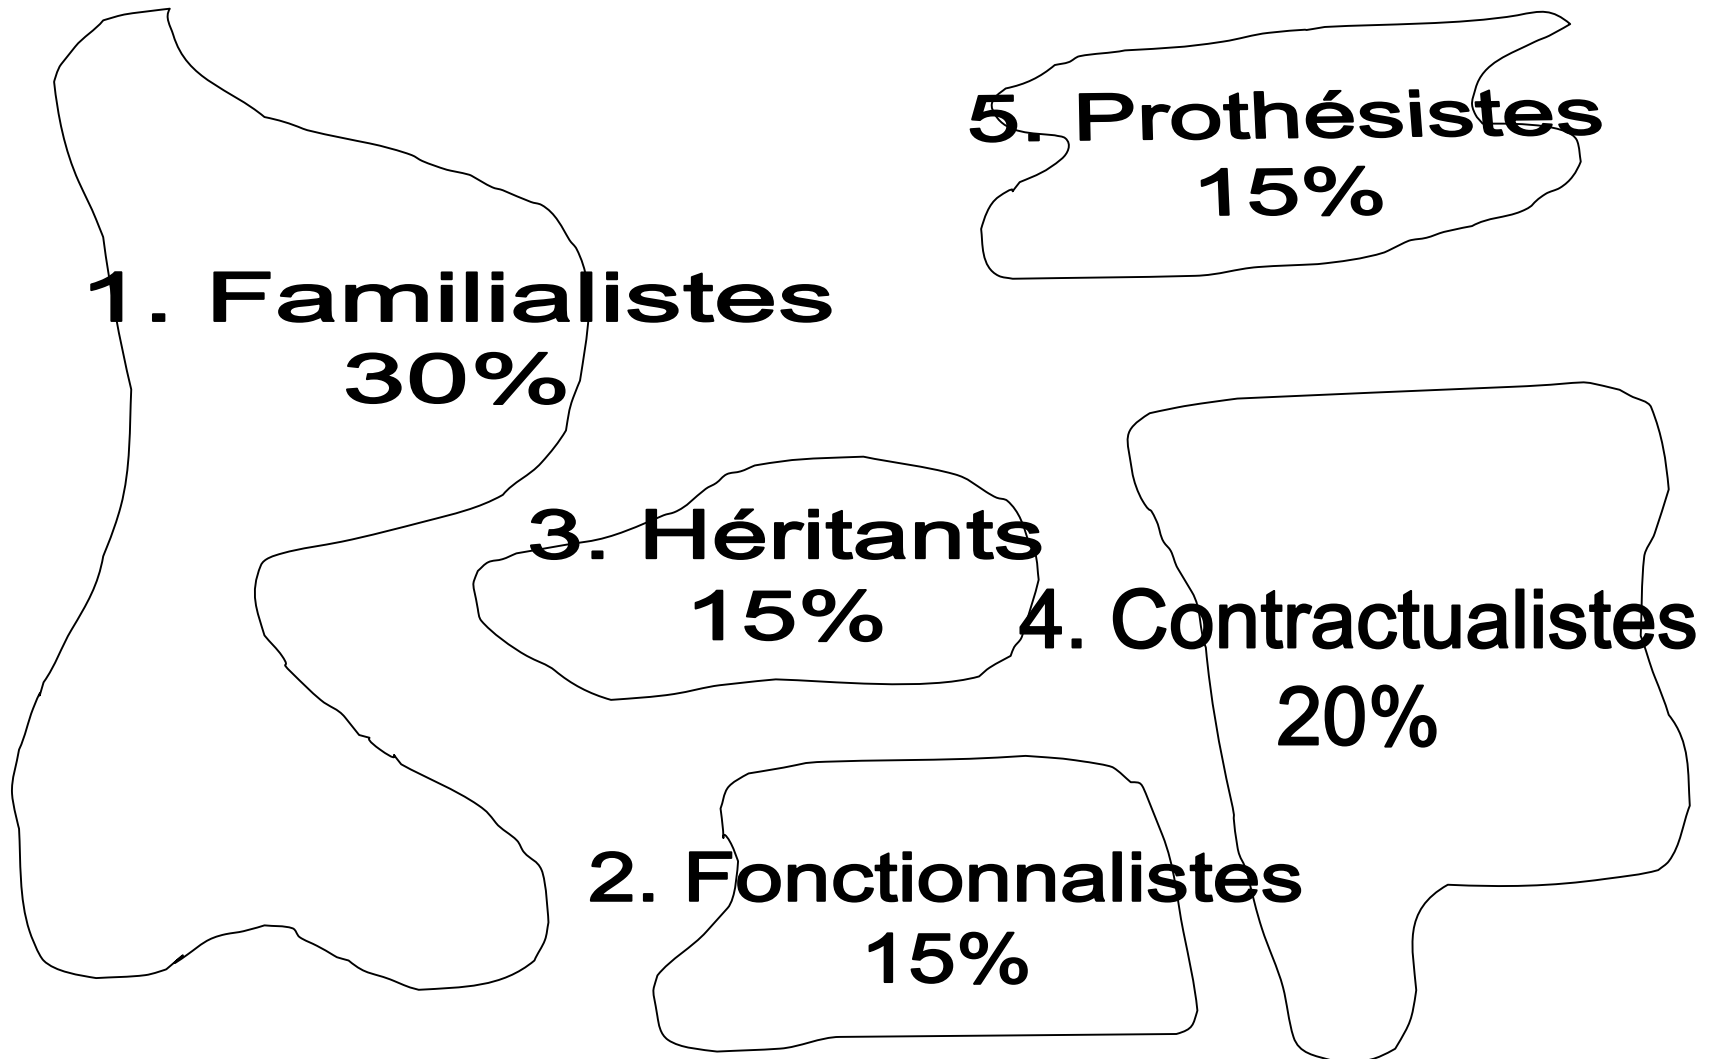 1. Familialistes
30%
2. Fonctionnalistes
15%
3. Héritants
15%
4. Contractualistes
20%
5. Prothésistes
15%